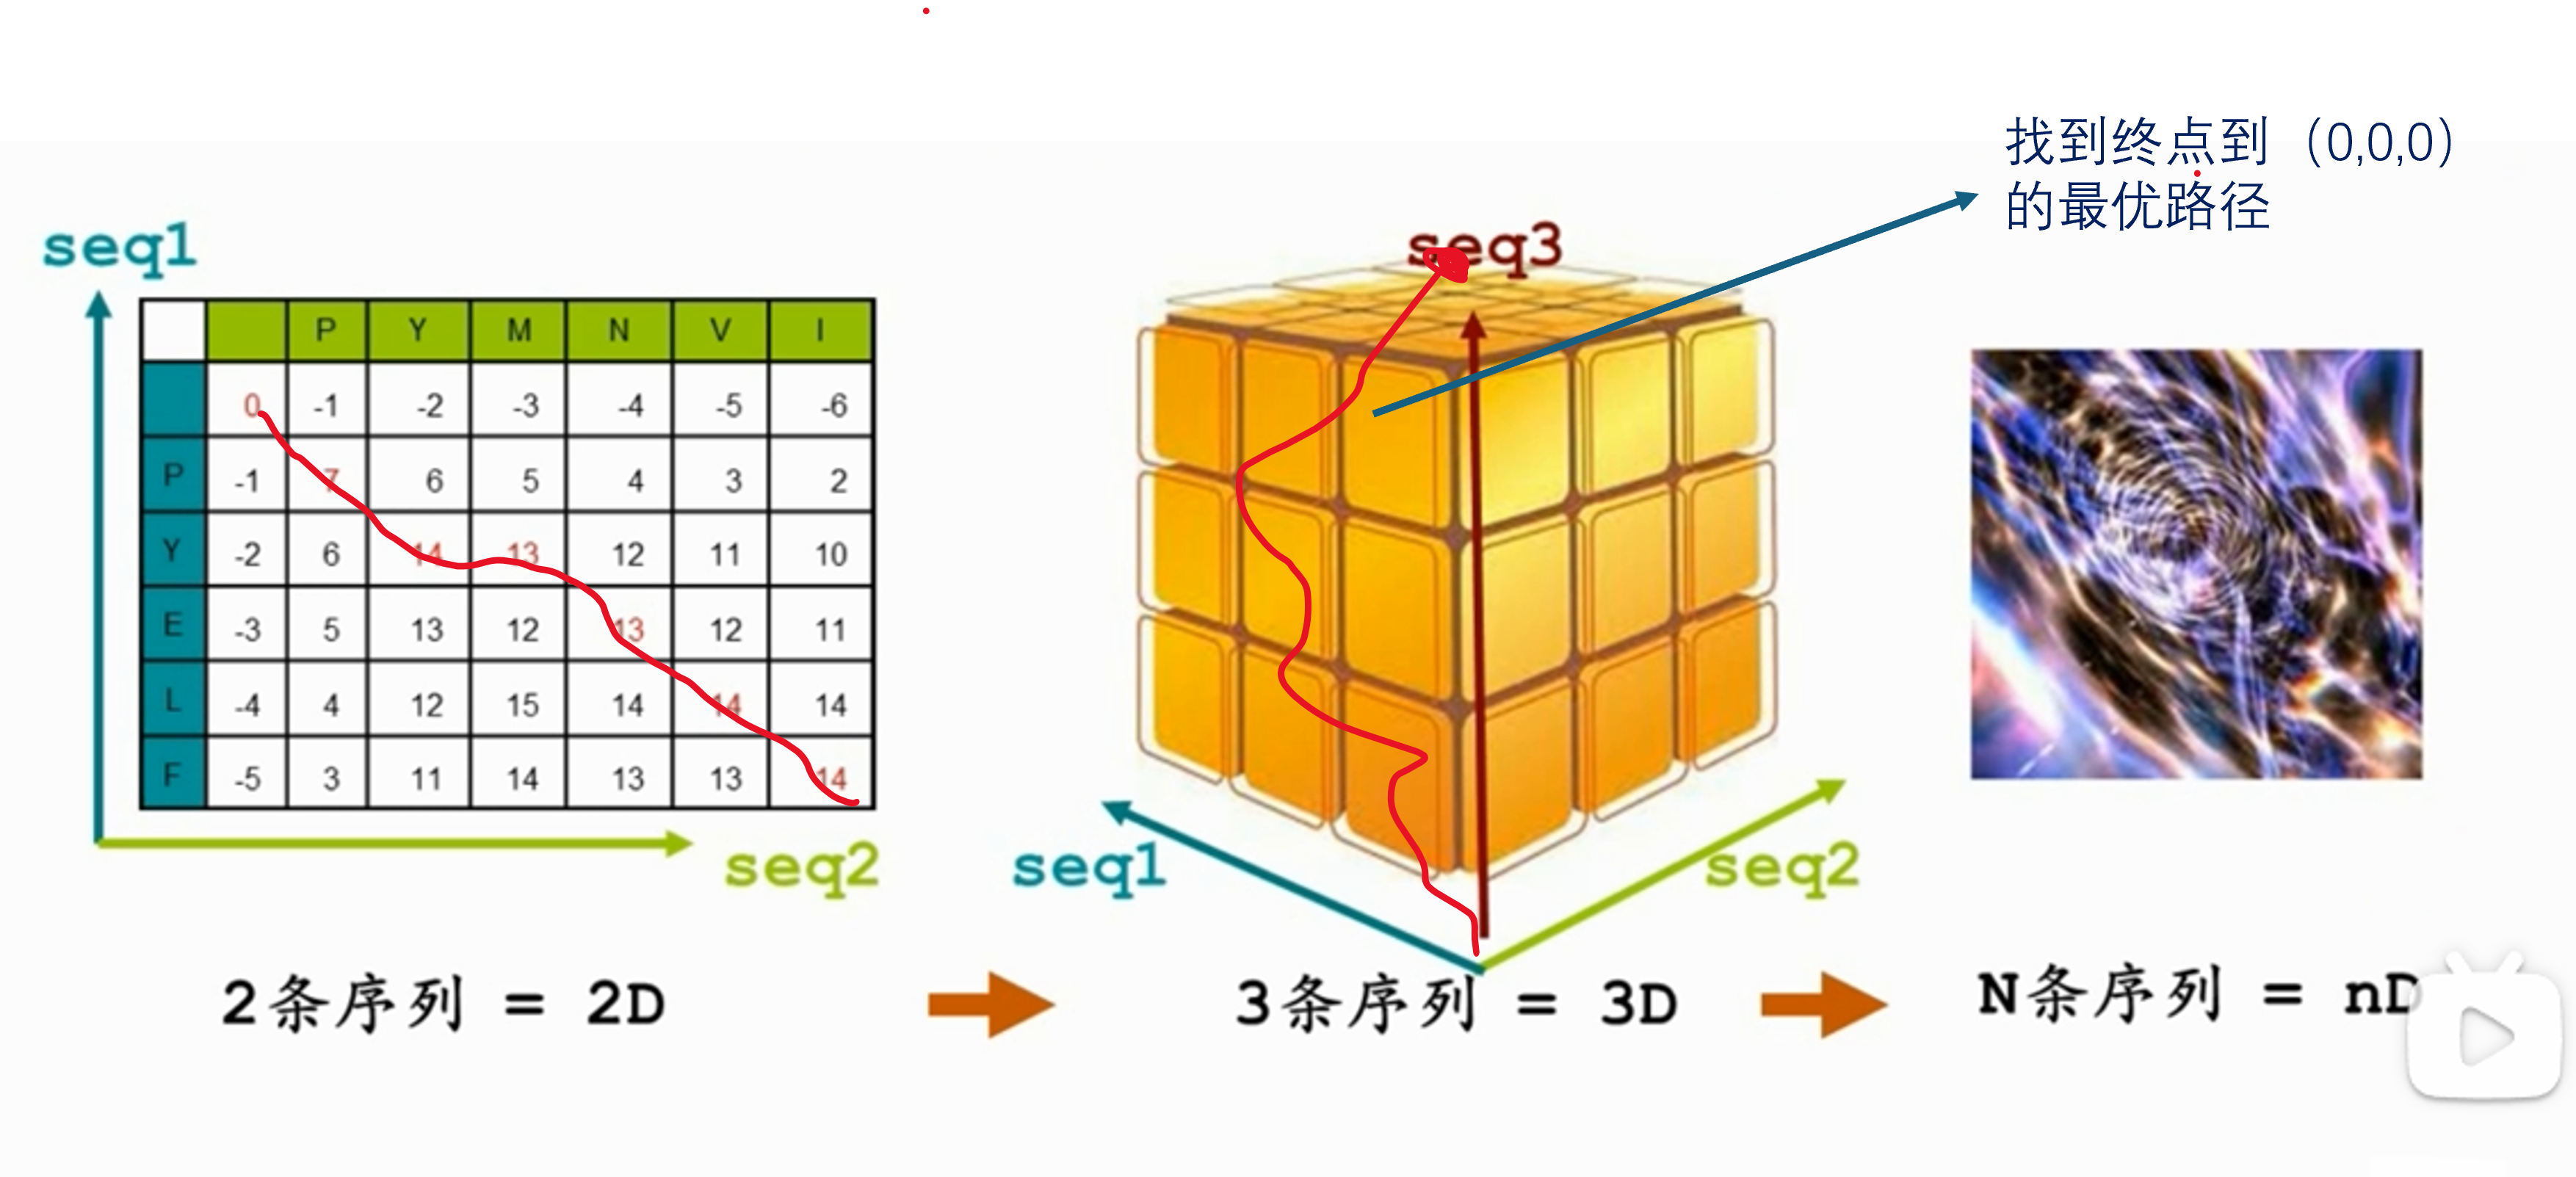 找到终点到（0,0,0）
的最优路径
seq1
seq3
P Y M N V I
0 -1 -2 -3 -4 -5 -6
P -1 7 6 5 4 3 2
Y -2 6 14 13 12 11 10
E -3 5 13 12 13 12 11
L -4 4 12 15 14 14 14
F -5 3 11 14 13 13 14
seq2
seq1
seq2
2条序列 = 2D
3条序列 = 3D
N条序列 = nD